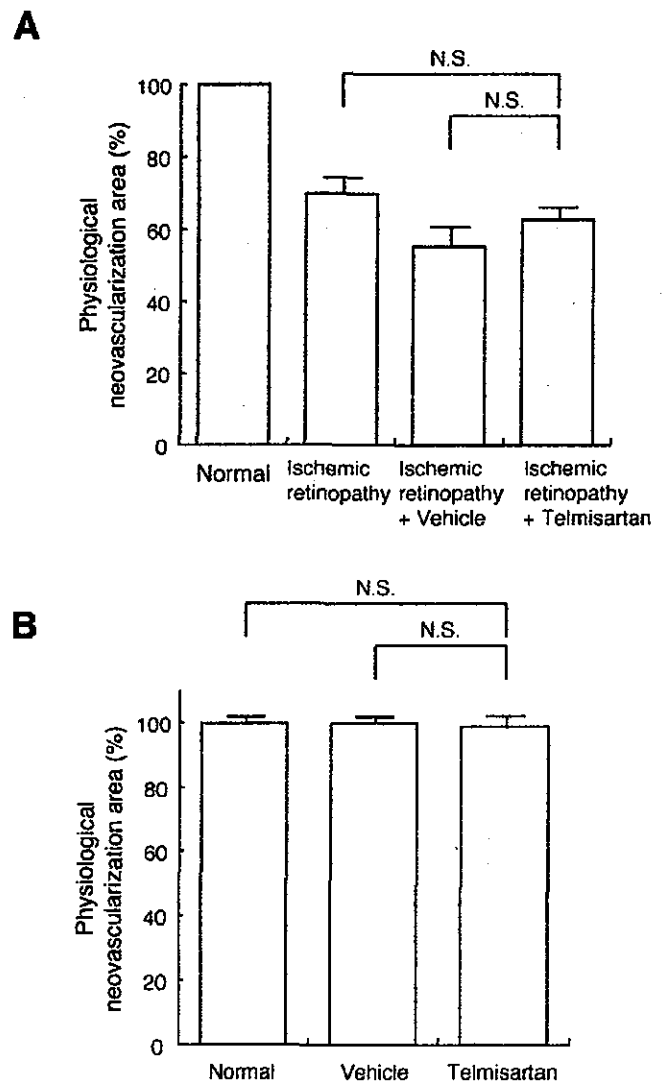 A
N.S.
N.S.
Physiological
neovascularization area (%)
100
80
60
40
20
0
Normal
Ischemic
retinopathy
Ischemic
retinopathy
+ Vehicle
Ischemic
retinopathy
+ Telmisartan
B
N.S.
N.S.
Physiological
neovascularization area (%)
100
80
60
40
20
0
Normal
Vehicle
Telmisartan